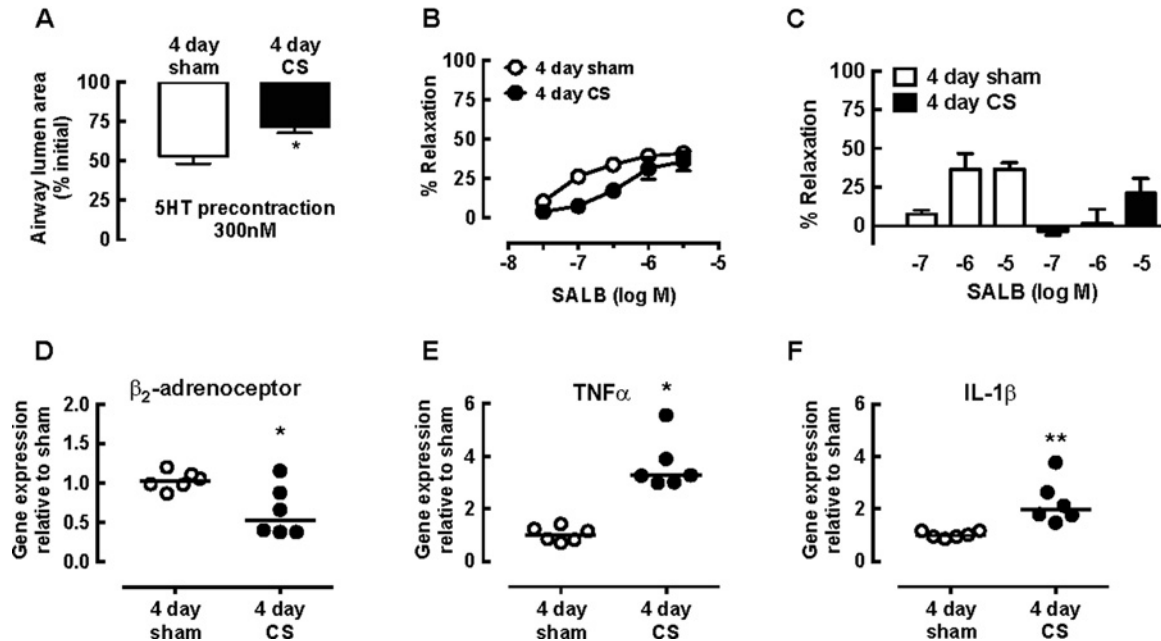 A
4 day sham
4 day CS
Airway lumen area
(% initial)
100
75
50
25
0
*
5HT precontraction
300nM
B
4 day sham
4 day CS
% Relaxation
100
75
50
25
0
-8
-7
-6
-5
SALB (log M)
C
4 day sham
4 day CS
% Relaxation
100
75
50
25
0
-7
-6
-5
-7
-6
-5
SALB (log M)
D
β2-adrenoceptor
Gene expression
relative to sham
2.0
1.5
1.0
0.5
0.0
*
4 day
sham
4 day
CS
E
TNFα
Gene expression
relative to sham
6
4
2
0
*
4 day
sham
4 day
CS
F
IL-1β
Gene expression
relative to sham
6
4
2
0
**
4 day
sham
4 day
CS